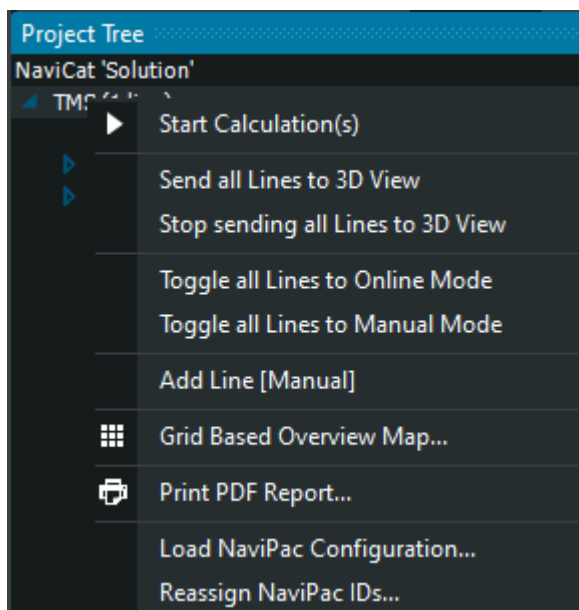 Project Tree
NaviCat 'Solution'
TMS
Start Calculation(s)
Send all Lines to 3D View
Stop sending all Lines to 3D View
Toggle all Lines to Online Mode
Toggle all Lines to Manual Mode
Add Line [Manual]
Grid Based Overview Map...
Print PDF Report...
Load NaviPac Configuration...
Reassign NaviPac IDs...